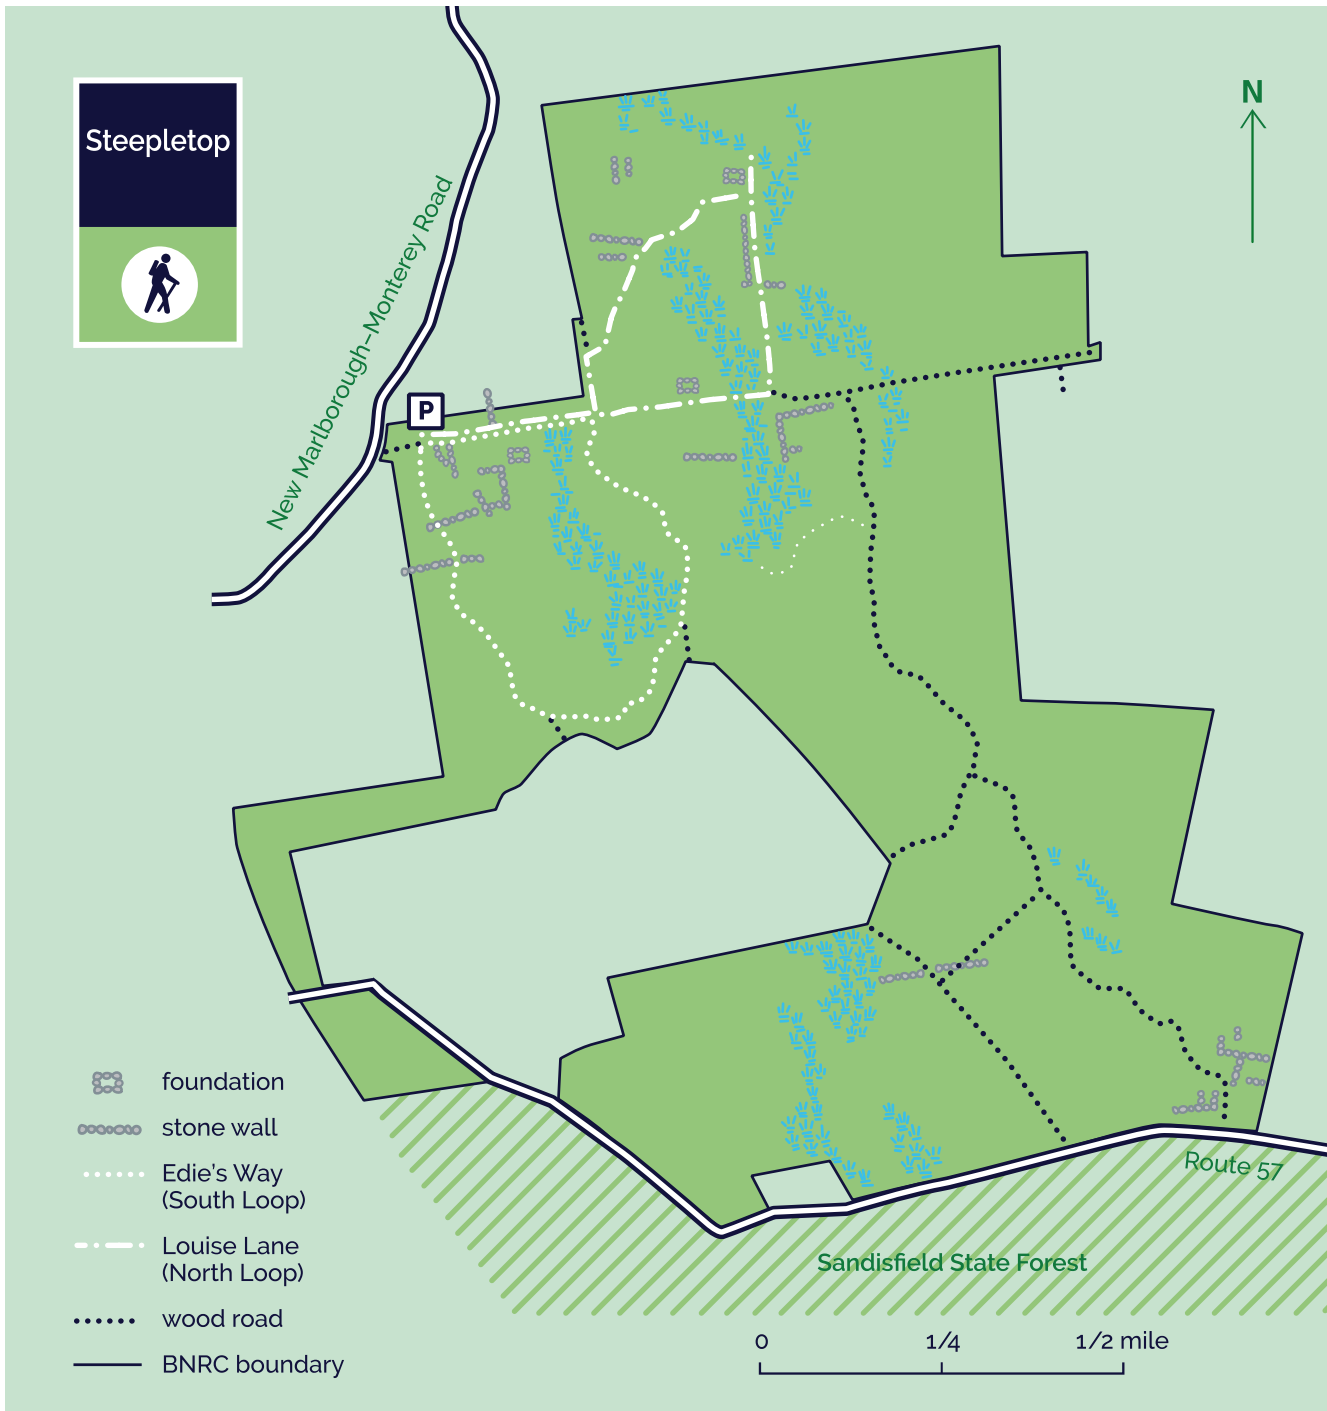 Steepletop
N
New Marlborough–Monterey Road
P
foundation
stone wall
Edie's Way
(South Loop)
Louise Lane
(North Loop)
wood road
BNRC boundary
Route 57
Sandisfield State Forest
0 1/4 1/2 mile